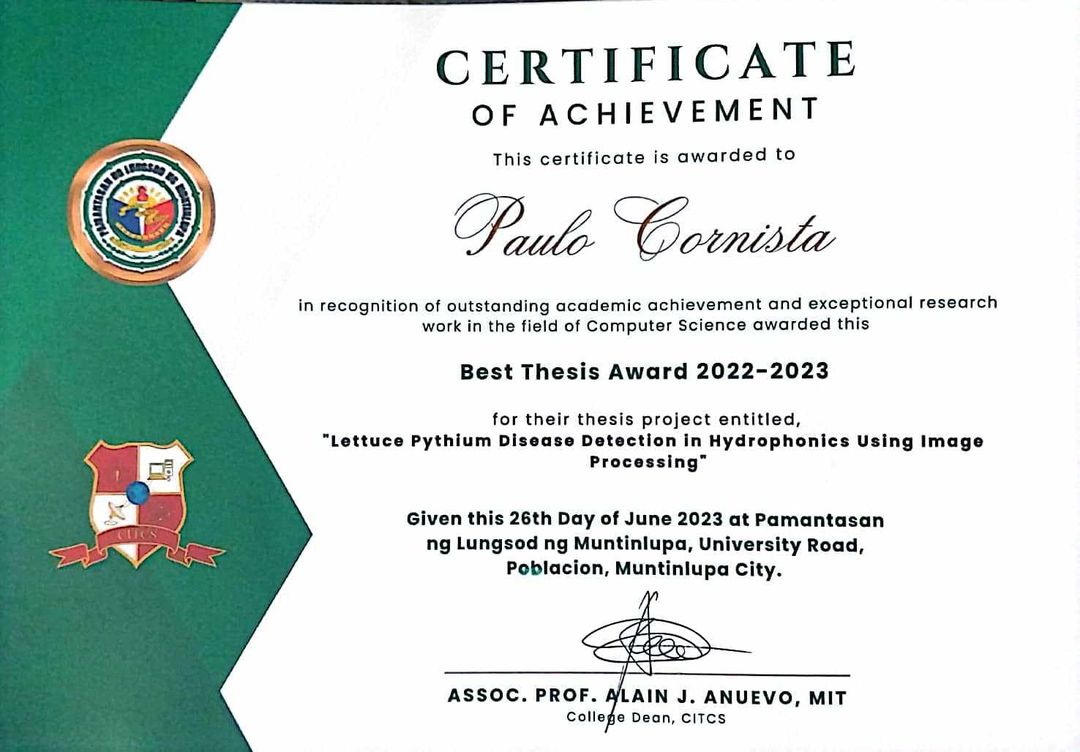 CERTIFICATE
OF ACHIEVEMENT
This certificate is awarded to
Paulo Cornista
in recognition of outstanding academic achievement and exceptional research
work in the field of Computer Science awarded this
Best Thesis Award 2022-2023
for their thesis project entitled,
"Lettuce Pythium Disease Detection in Hydrophonics Using Image
Processing"
Given this 26th Day of June 2023 at Pamantasan
ng Lungsod ng Muntinlupa, University Road,
Poblacion, Muntinlupa City.
ASSOC. PROF. ALAIN J. ANUEVO, MIT
College Dean, CITCS
PAMANTASAN NG LUNGSOD NG MUNTINLUPA
CITCS